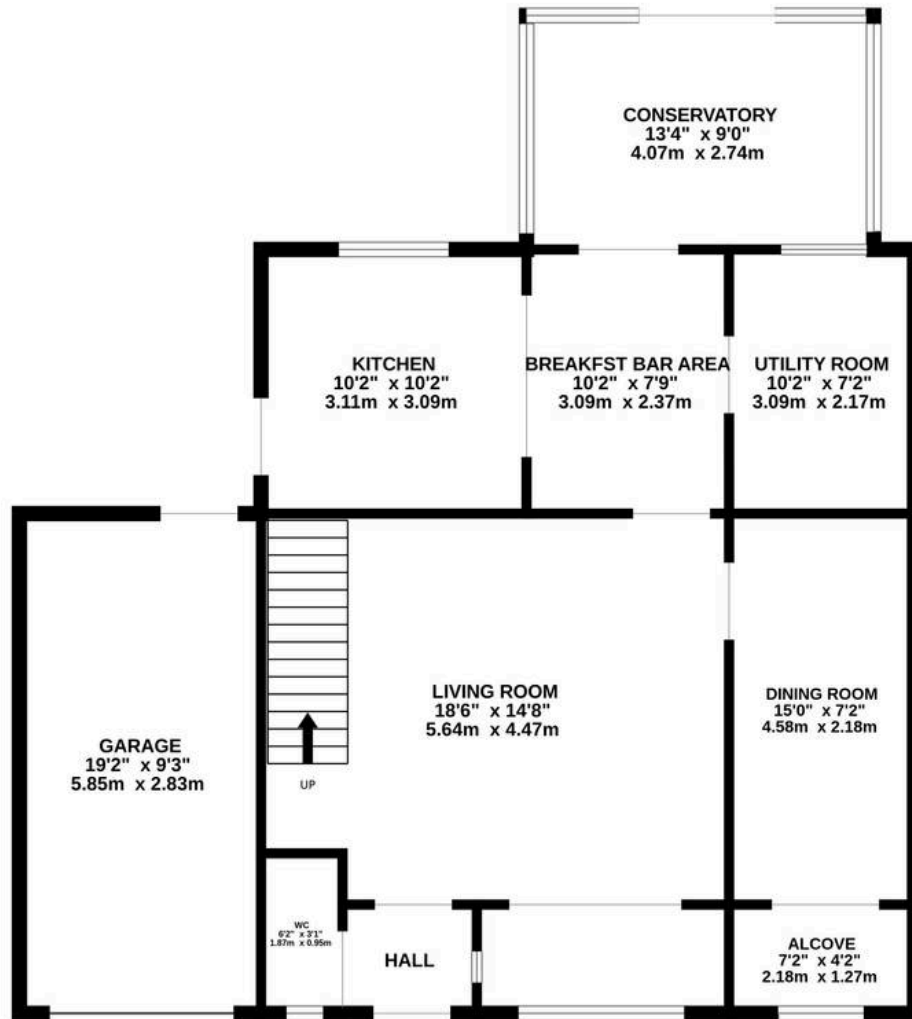 CONSERVATORY
13'4" x 9'0"
4.07m x 2.74m
KITCHEN
10'2" x 10'2"
3.11m x 3.09m
BREAKFST BAR AREA
10'2" x 7'9"
3.09m x 2.37m
UTILITY ROOM
10'2" x 7'2"
3.09m x 2.17m
LIVING ROOM
18'6" x 14'8"
5.64m x 4.47m
DINING ROOM
15'0" x 7'2"
4.58m x 2.18m
GARAGE
19'2" x 9'3"
5.85m x 2.83m
UP
WC
6'2" x 3'1"
1.87m x 0.95m
HALL
ALCOVE
7'2" x 4'2"
2.18m x 1.27m